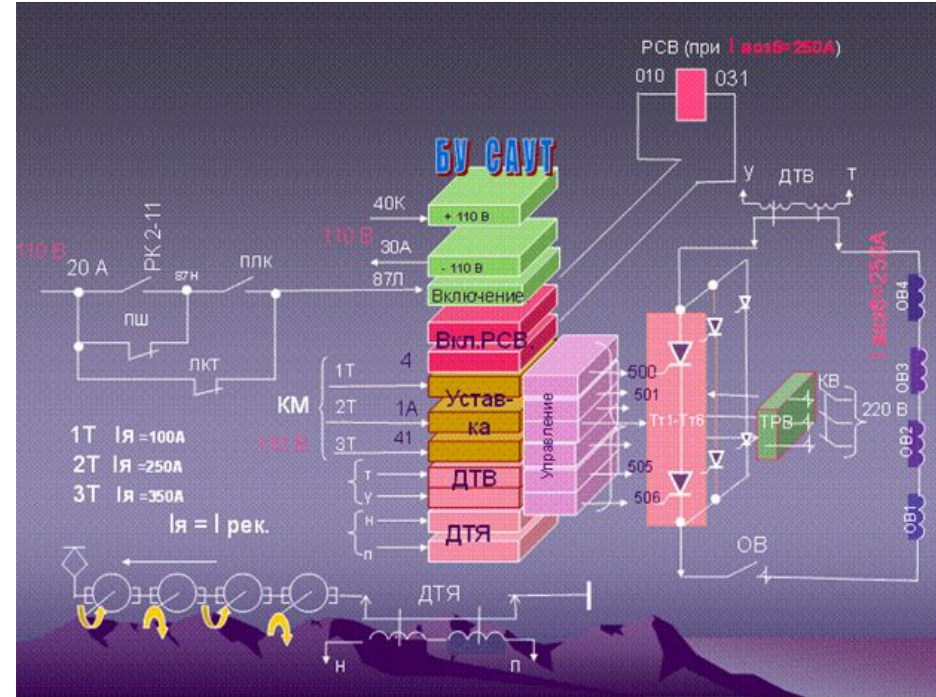 РСВ (при I возб=250А)
010
031
БУ САУТ
У ДТВ Т
40К
+ 110 В
110 В
30А
- 110 В
87Л
Включение
110 В
20 А
РК 2-11
87Н
ПЛК
ПШ
ЛКТ
Вкл.РСВ.
4
КМ
1Т
2Т
3Т
1А
41
110 В
Устав-
ка
Управление
ДТВ
т
у
ДТЯ
н
п
500
501
505
506
Тт1-Тт6
ТРВ
КВ
220 В
I возб=250А
ОВ4
ОВ3
ОВ2
ОВ1
ОВ
1Т Iя =100А
2Т Iя =250А
3Т Iя =350А
Iя = I рек.
ДТЯ
Н
П